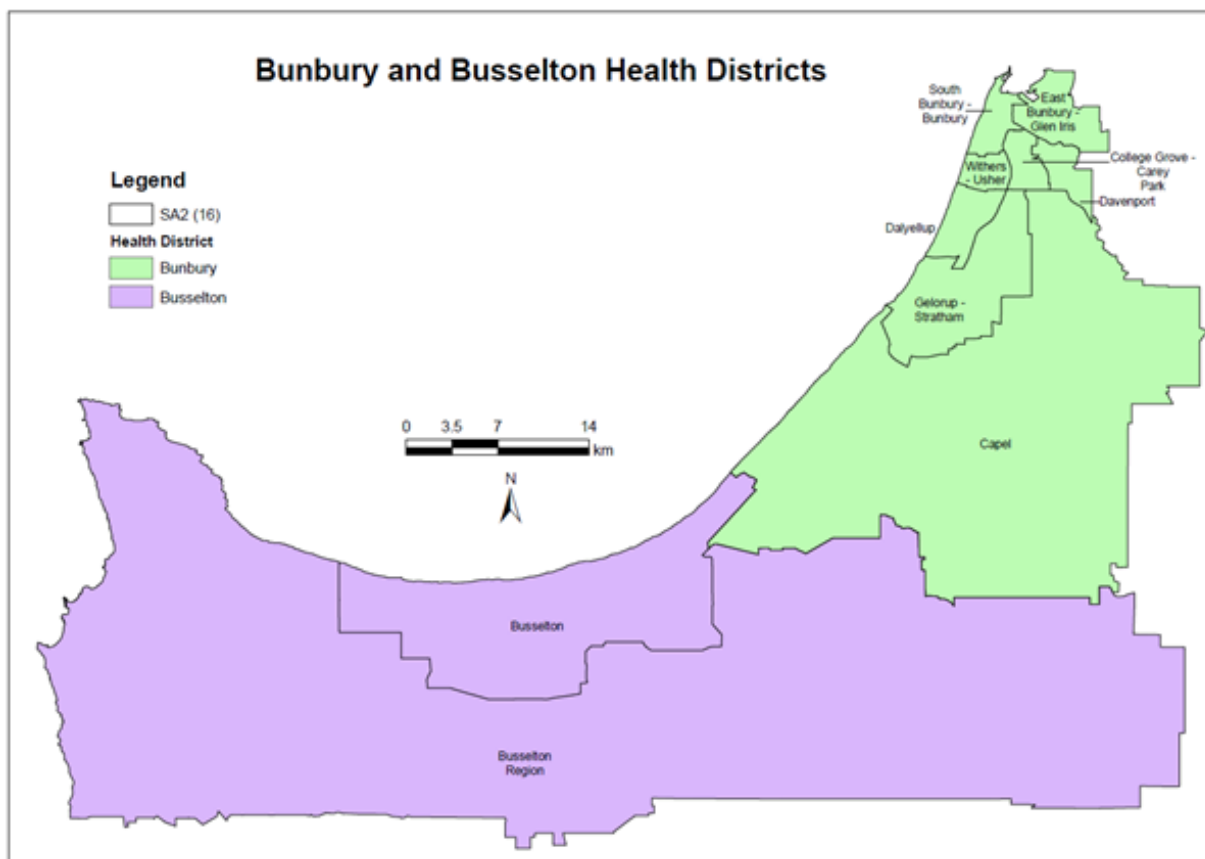 Bunbury and Busselton Health Districts
South
Bunbury -
Bunbury
East
Bunbury -
Glen Iris
Withers
- Usher
College Grove -
Carey
Park
Davenport
Dalyellup
Gelorup -
Stratham
Capel
Legend
SA2 (16)
Health District
Bunbury
Busselton
0 3.5 7 14
km
N
Busselton
Busselton
Region